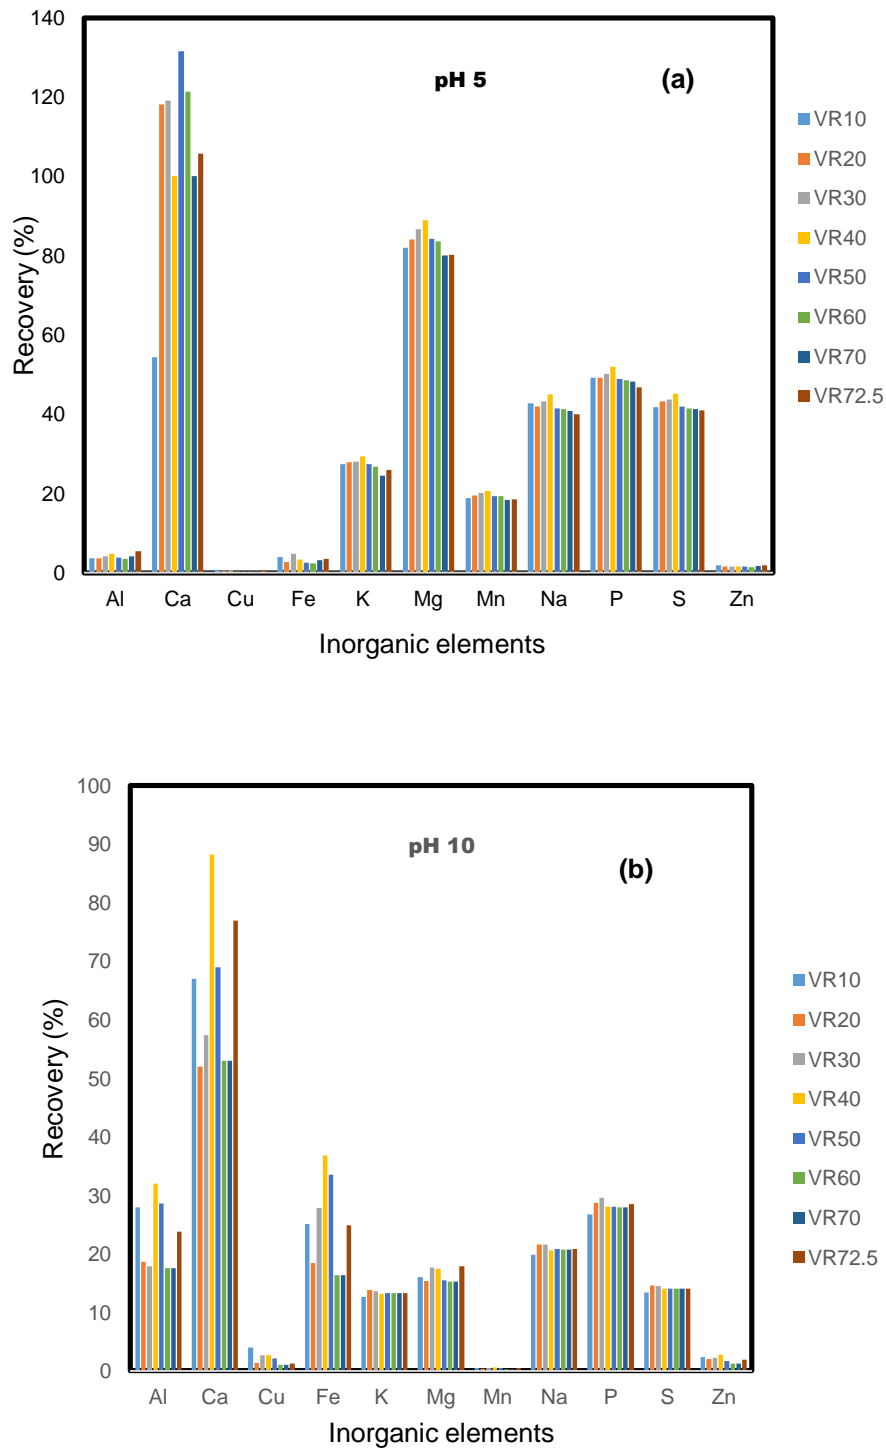 140
120
100
80
60
40
20
0
Recovery (%)
pH 5
(a)
Al Ca Cu Fe K Mg Mn Na P S Zn
Inorganic elements
VR10
VR20
VR30
VR40
VR50
VR60
VR70
VR72.5
100
90
80
70
60
50
40
30
20
10
0
Recovery (%)
pH 10
(b)
Al Ca Cu Fe K Mg Mn Na P S Zn
Inorganic elements
VR10
VR20
VR30
VR40
VR50
VR60
VR70
VR72.5